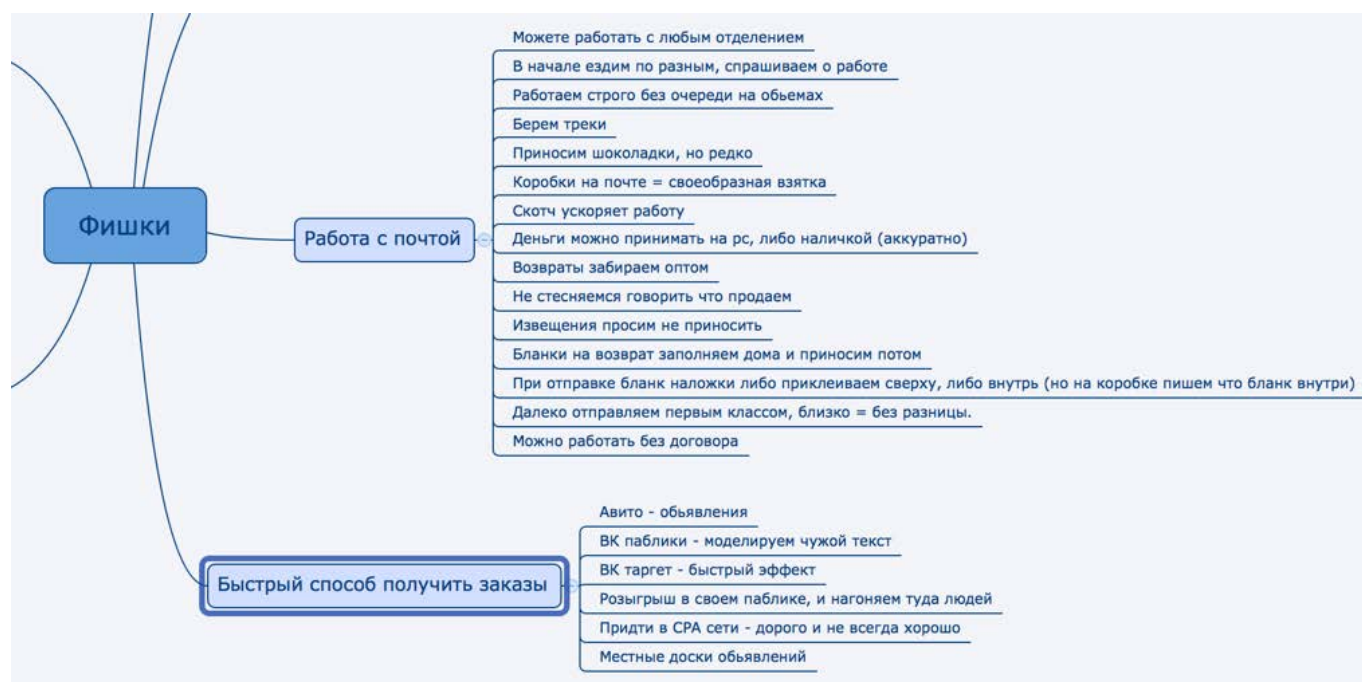 Фишки
Работа с почтой
Можете работать с любым отделением
В начале ездим по разным, спрашиваем о работе
Работаем строго без очереди на обьемах
Берем треки
Приносим шоколадки, но редко
Коробки на почте = своеобразная взятка
Скотч ускоряет работу
Деньги можно принимать на рс, либо наличкой (аккуратно)
Возвраты забираем оптом
Не стесняемся говорить что продаем
Извещения просим не приносить
Бланки на возврат заполняем дома и приносим потом
При отправке бланк наложки либо приклеиваем сверху, либо внутрь (но на коробке пишем что бланк внутри)
Далеко отправляем первым классом, близко = без разницы.
Можно работать без договора
Быстрый способ получить заказы
Авито - обьявления
ВК паблики - моделируем чужой текст
ВК таргет - быстрый эффект
Розыгрыш в своем паблике, и нагоняем туда людей
Придти в СРА сети - дорого и не всегда хорошо
Местные доски обьявлений